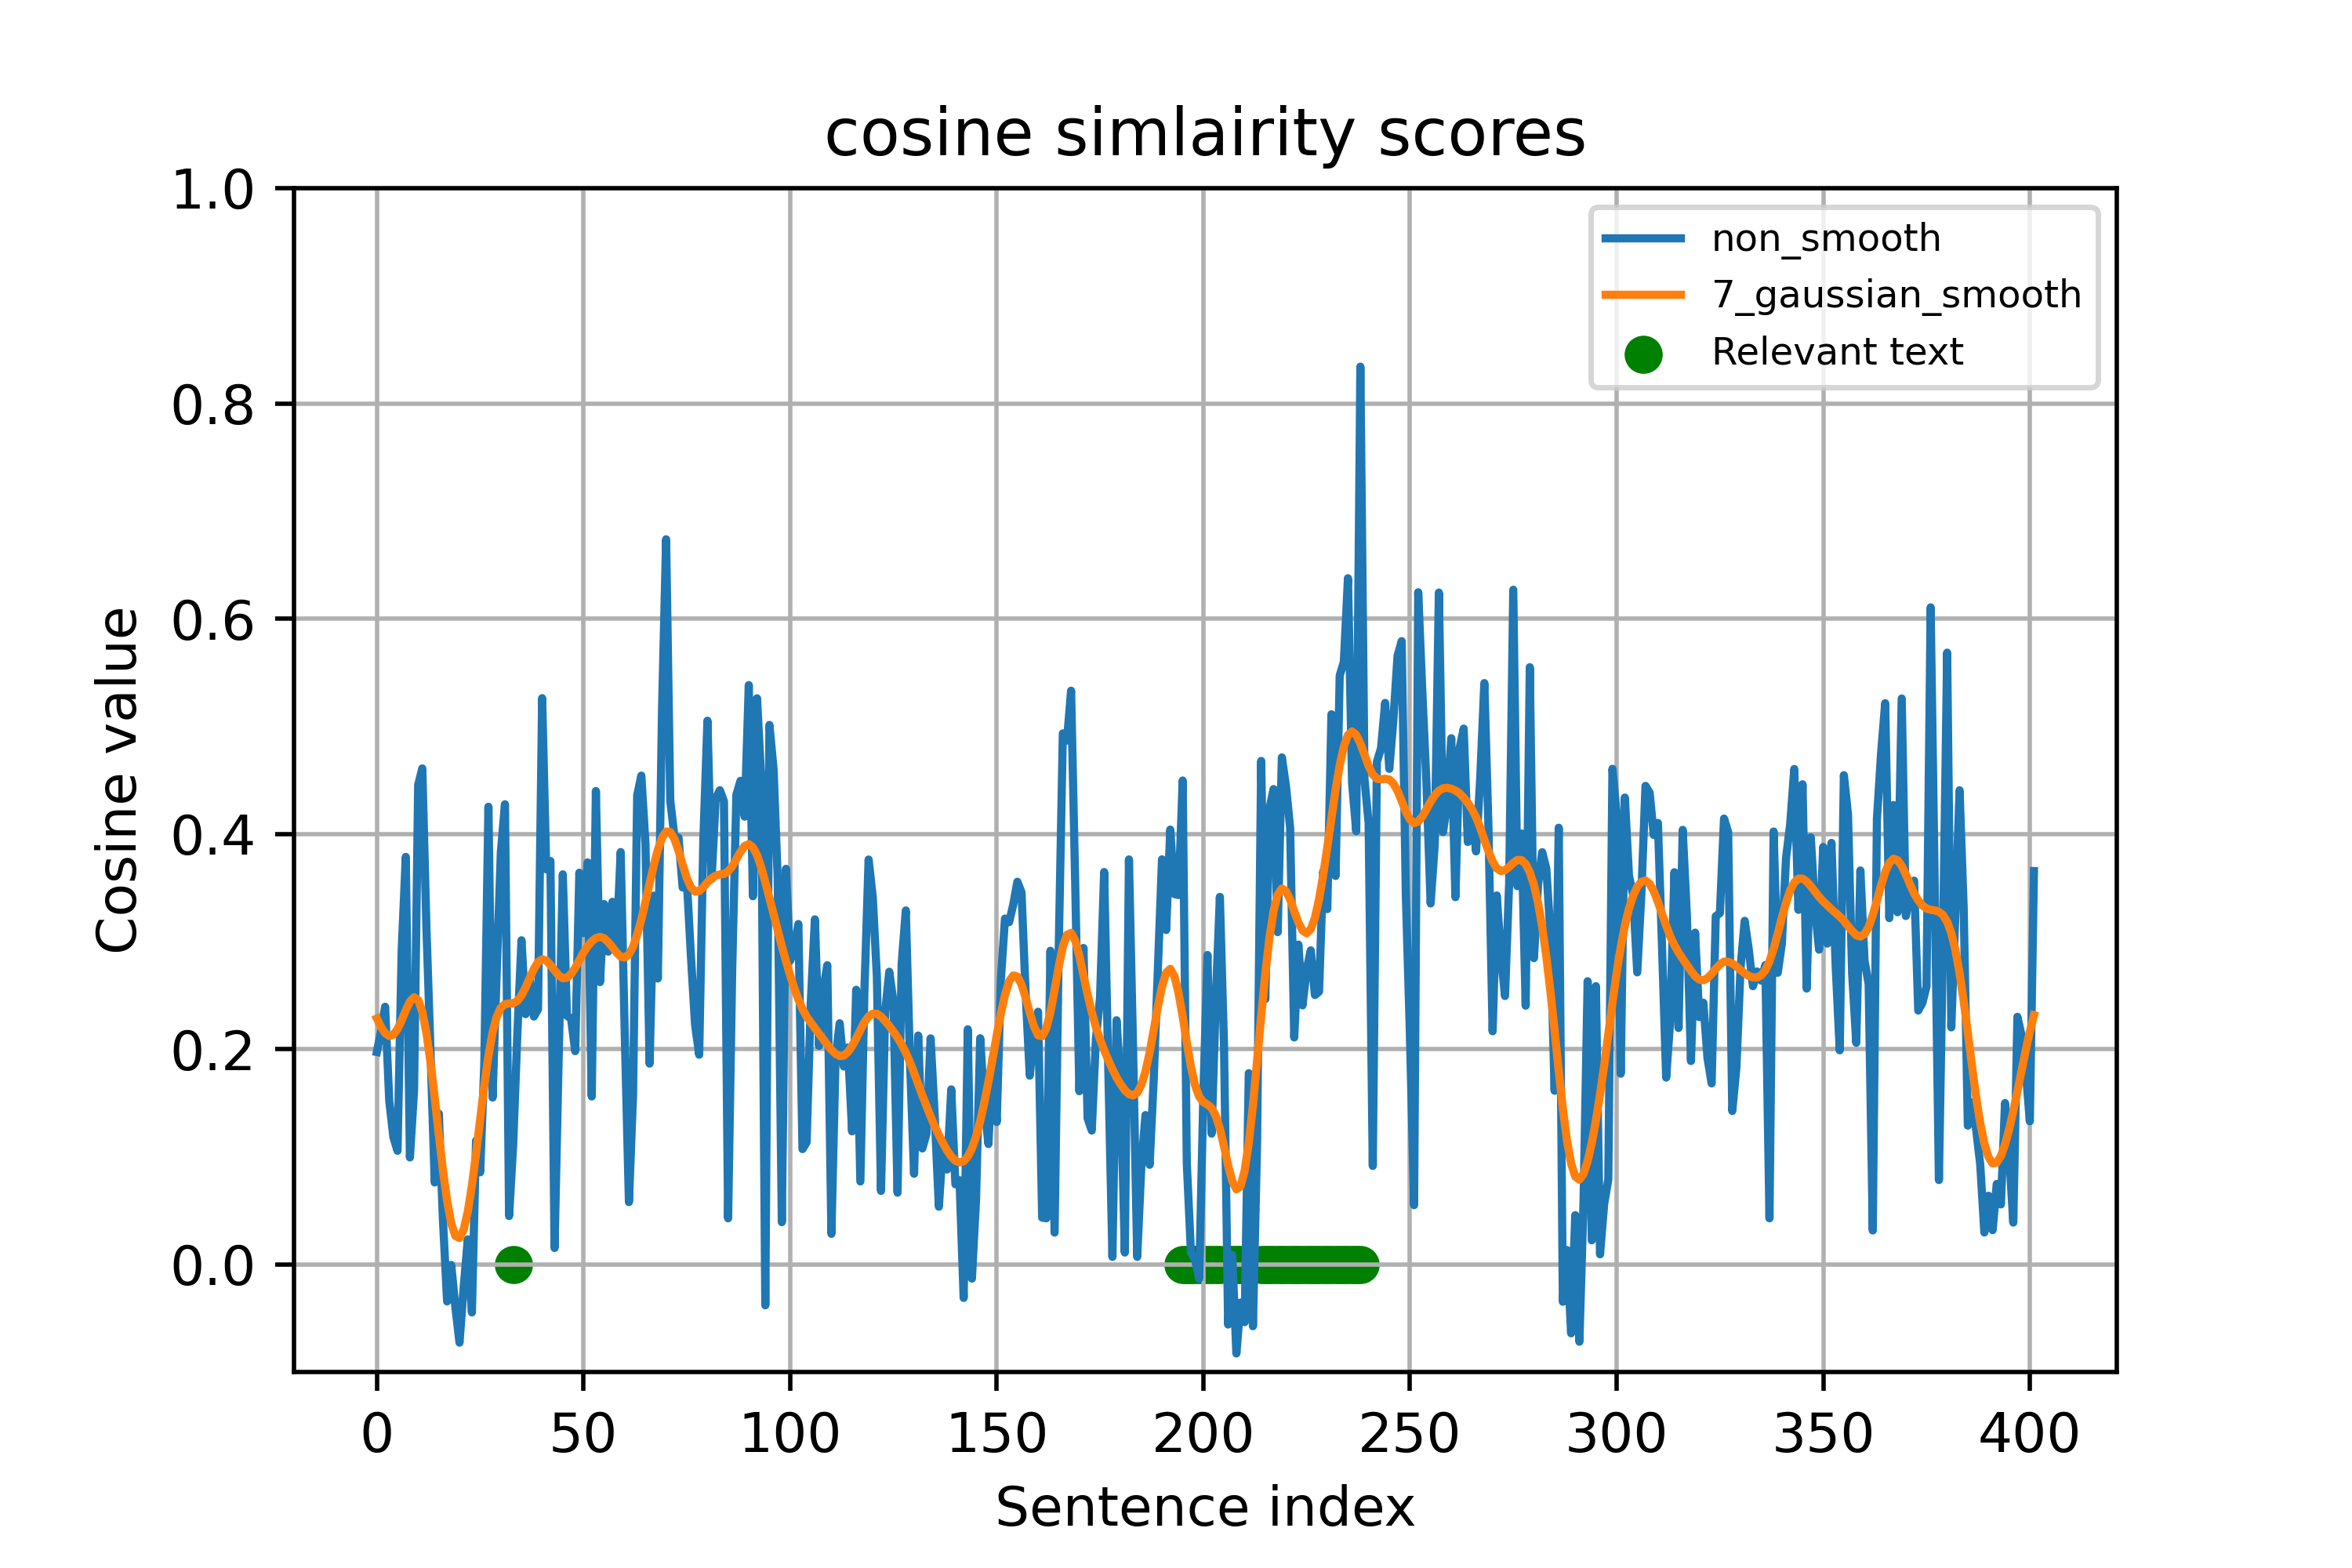 cosine simlairity scores
1.0
0.8
0.6
0.4
0.2
0.0
Cosine value
non_smooth
7_gaussian_smooth
Relevant text
0 50 100 150 200 250 300 350 400
Sentence index